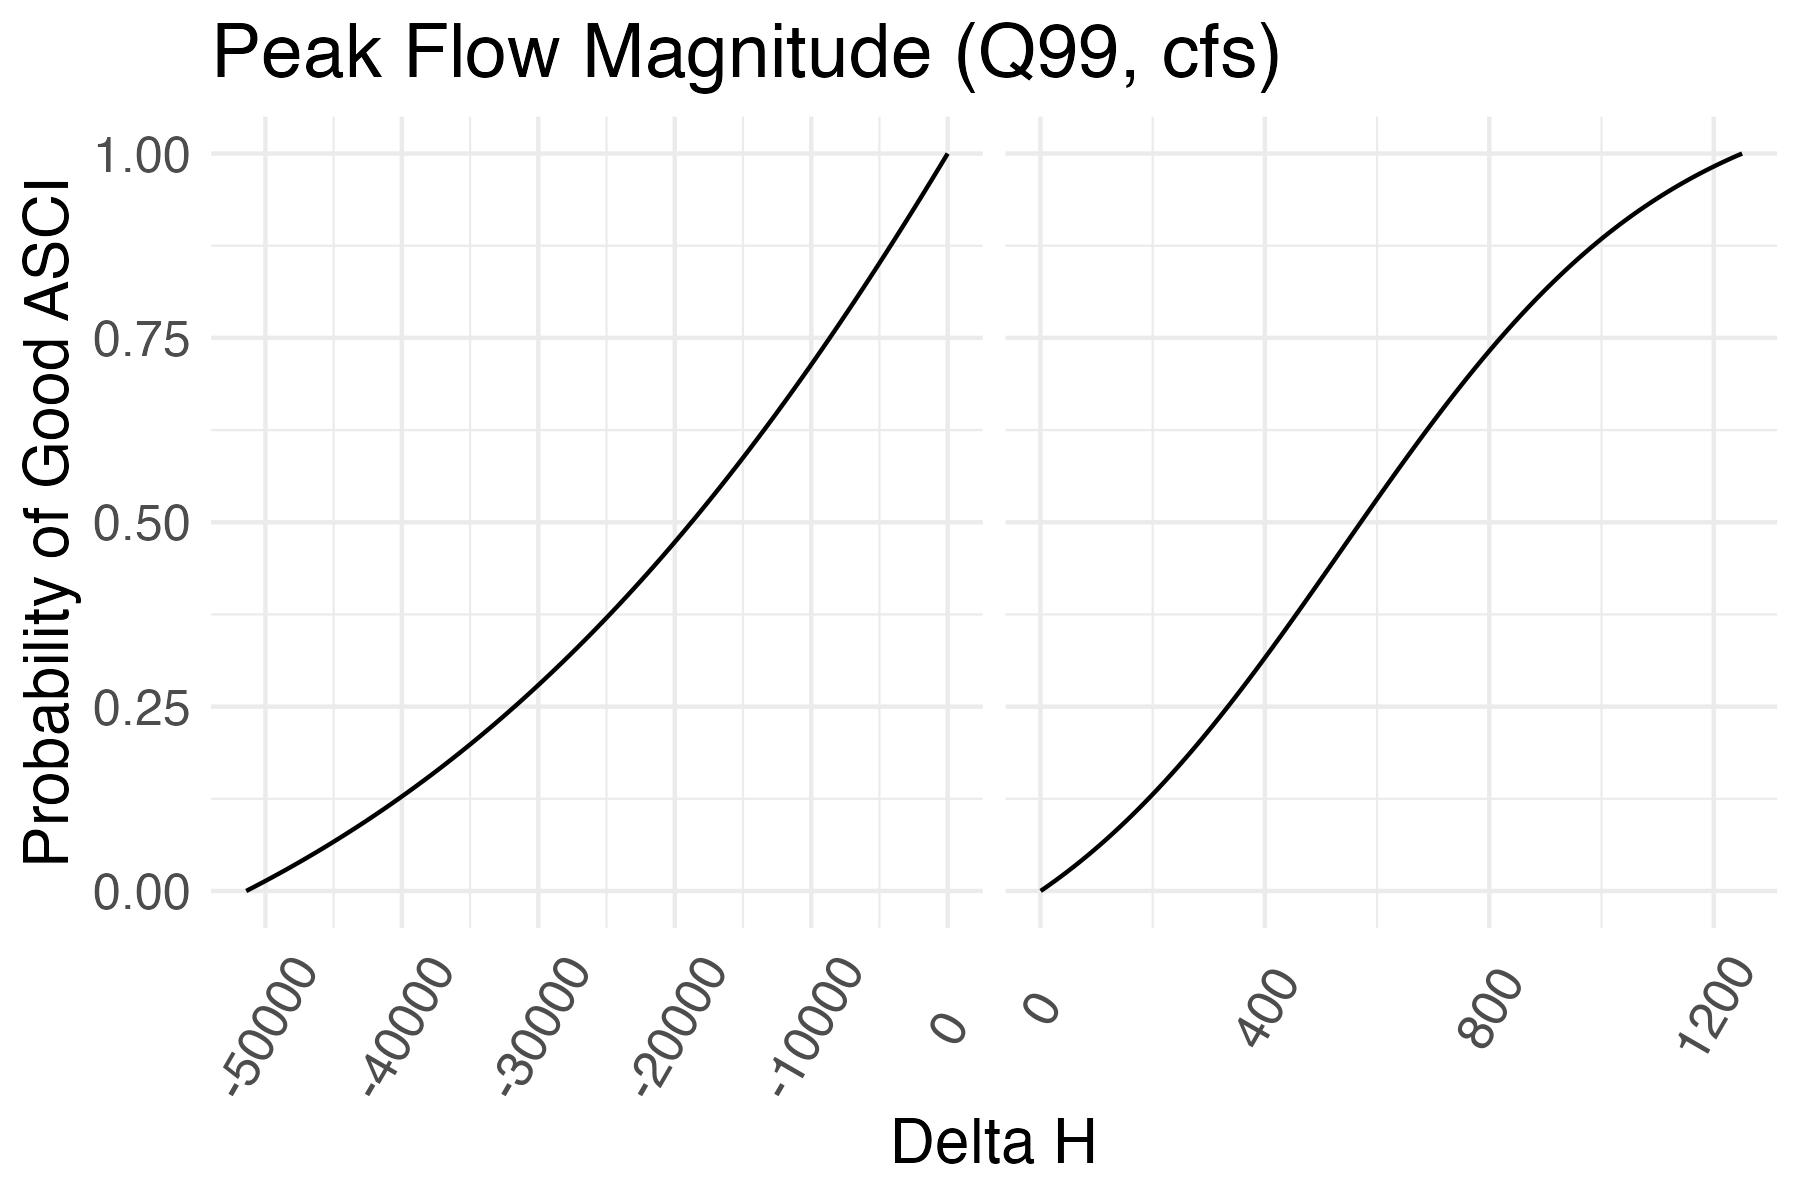 Peak Flow Magnitude (Q99, cfs)
Probability of Good ASCI
1.00
0.75
0.50
0.25
0.00
-50000 -40000 -30000 -20000 -10000 0 0 400 800 1200
Delta H